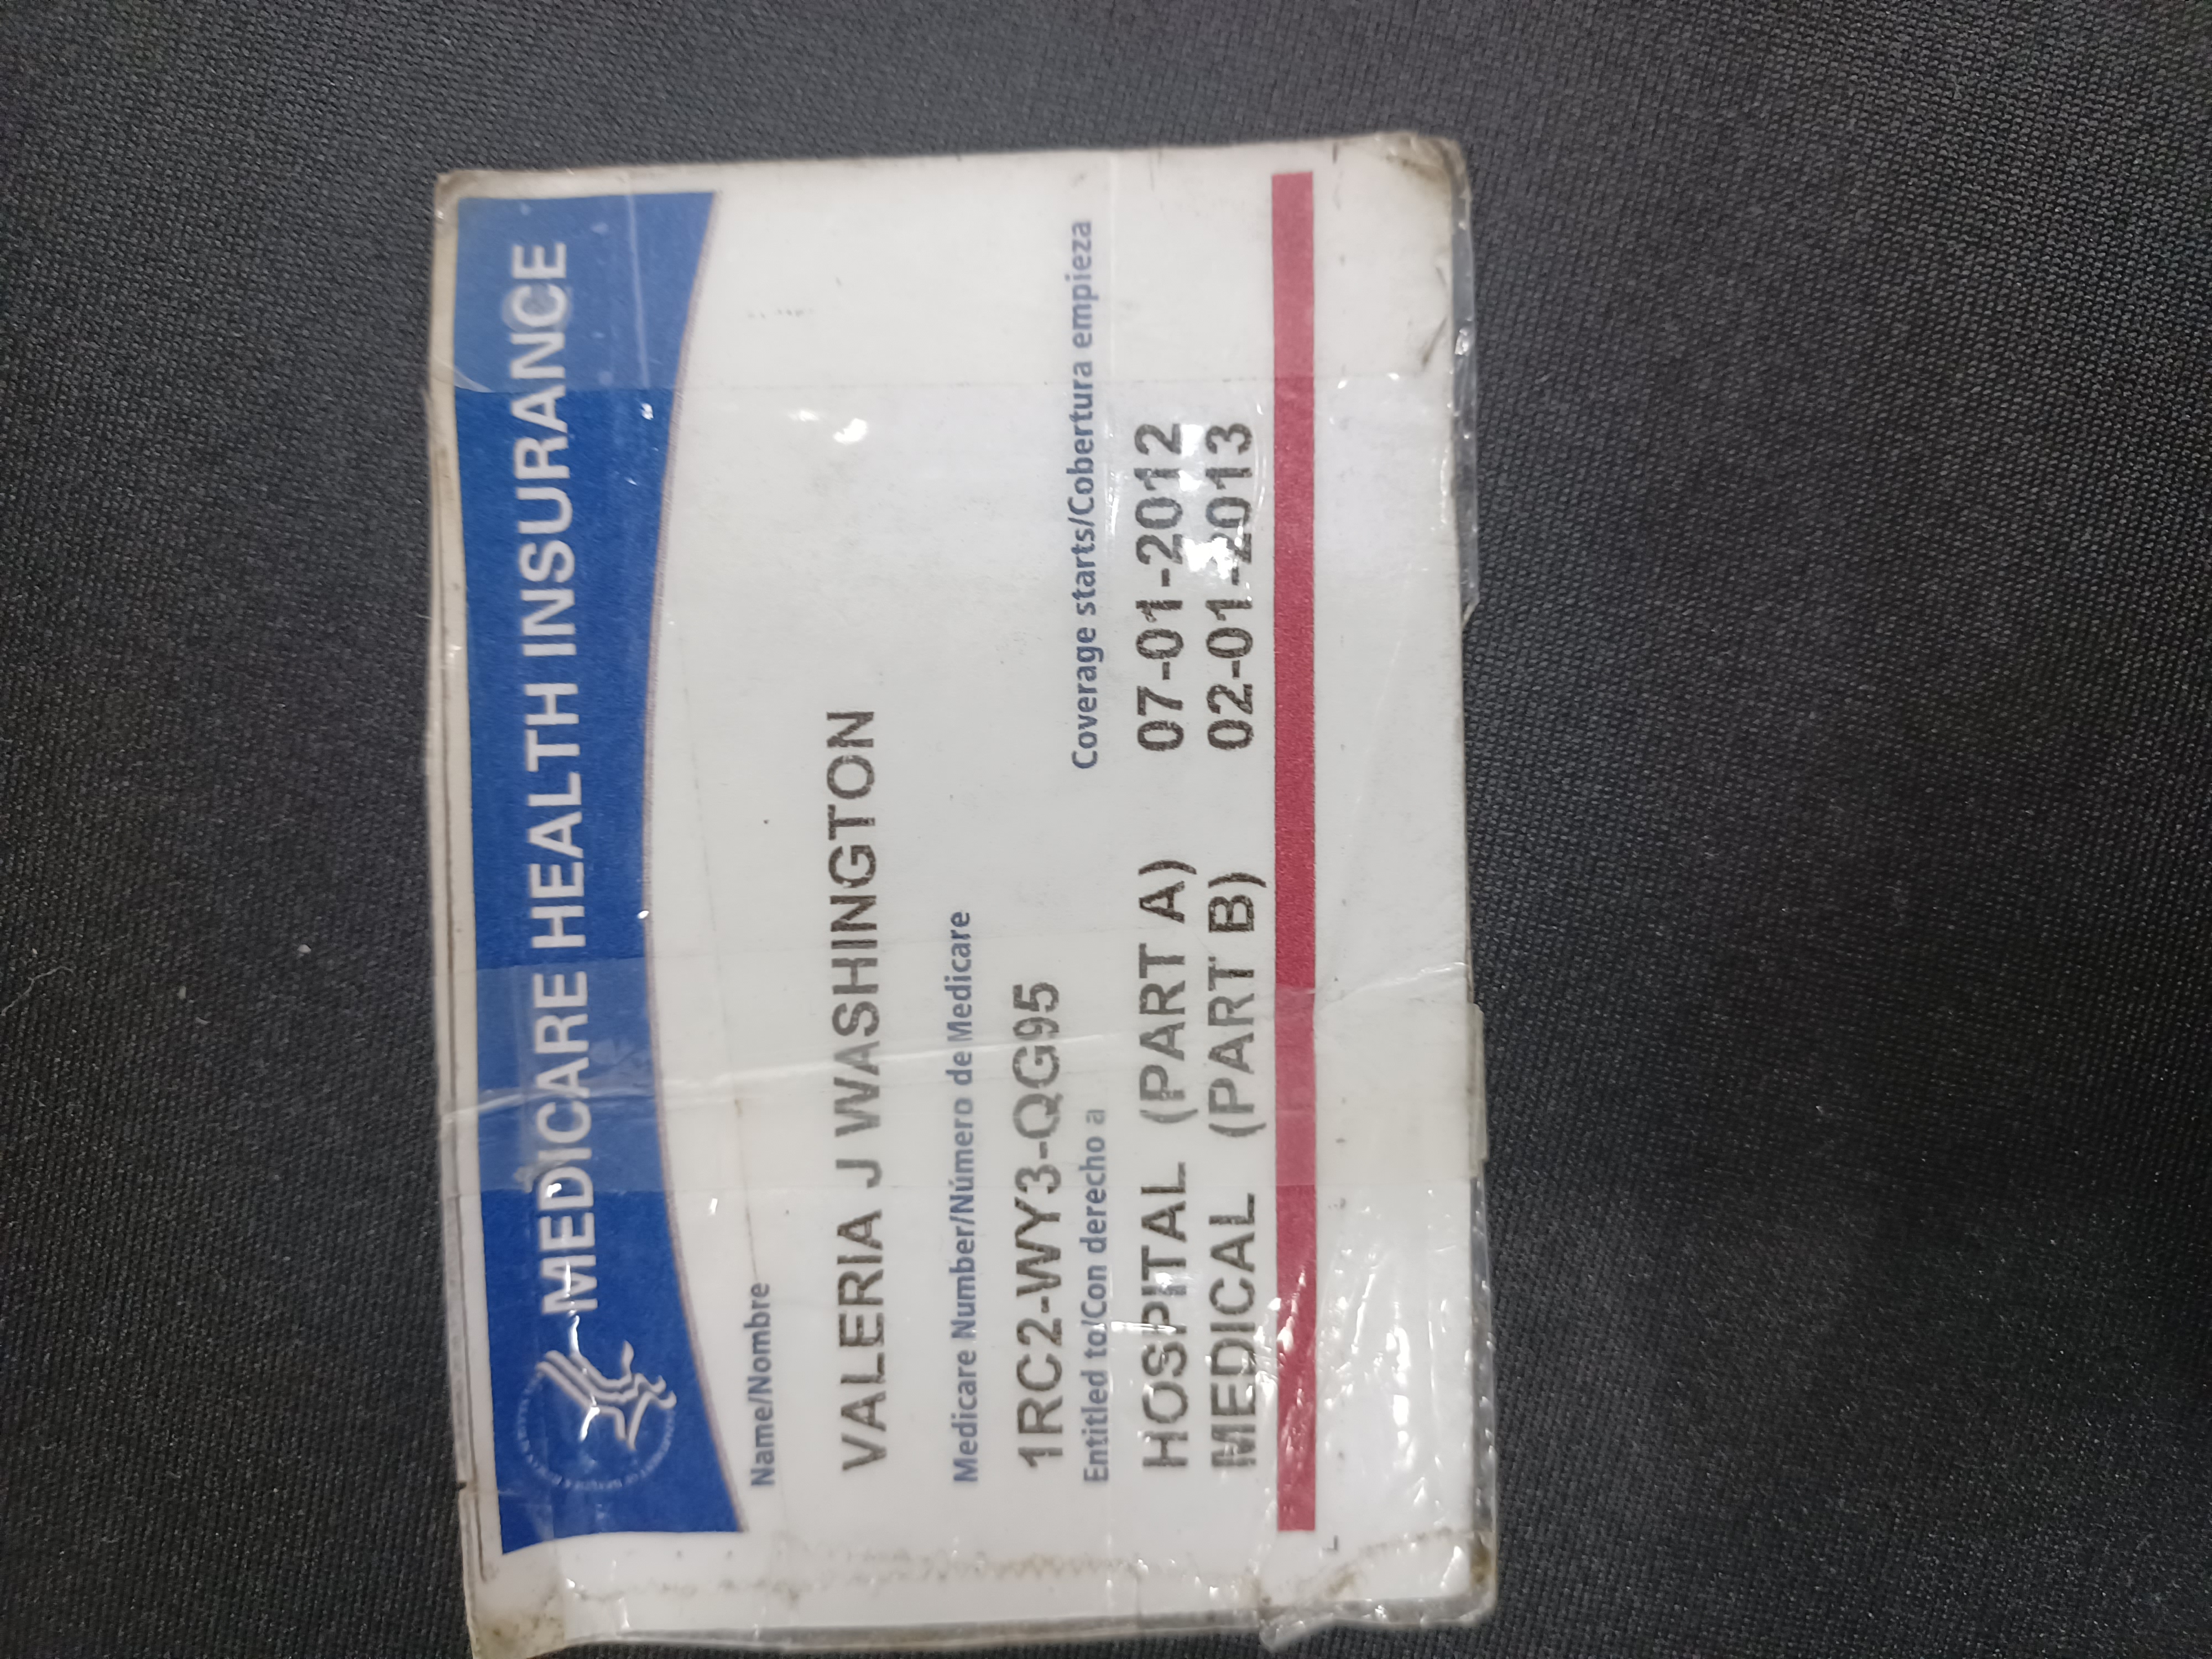 MEDICARE HEALTH INSURANCE
Name/Nombre
VALERIA J WASHINGTON
Medicare Number/Número de Medicare
1RC2-WY3-QG95
Entitled to/Con derecho a
Coverage starts/Cobertura empieza
HOSPITAL (PART A) 07-01-2012
MEDICAL (PART B) 02-01-2013